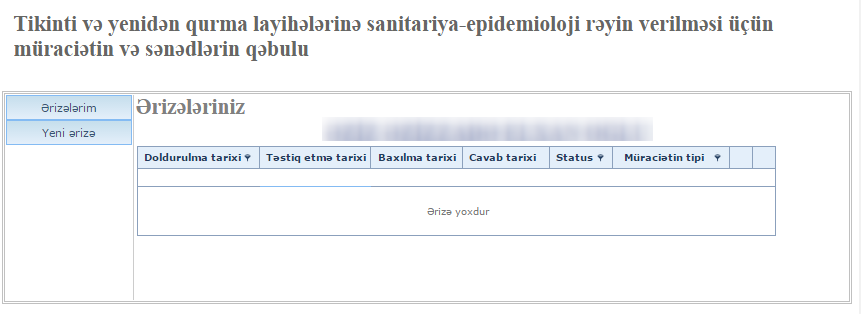 Tikinti və yenidən qurma layihələrinə sanitariya-epidemioloji rəyin verilməsi üçün
müraciətin və sənədlərin qəbulu
Ərizələrim
Yeni ərizə
Ərizələriniz
Doldurulma tarixi Təstiq etmə tarixi Baxılma tarixi Cavab tarixi Status Müraciətin tipi
Ərizə yoxdur